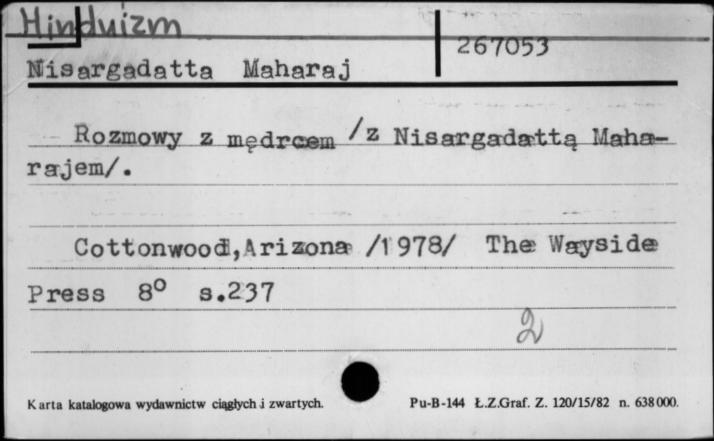 Hinduizm
267053
Nisargadatta Maharaj
Rozmowy z mędrcem /z Nisargadattą Maha-
rajem/.
Cottonwood,Arizona /1978/ The Wayside
Press 8° s.237
2
Karta katalogowa wydawnictw ciągłych i zwartych.
Pu-B-144 Ł.Z.Graf. Z. 120/15/82 n. 638000.